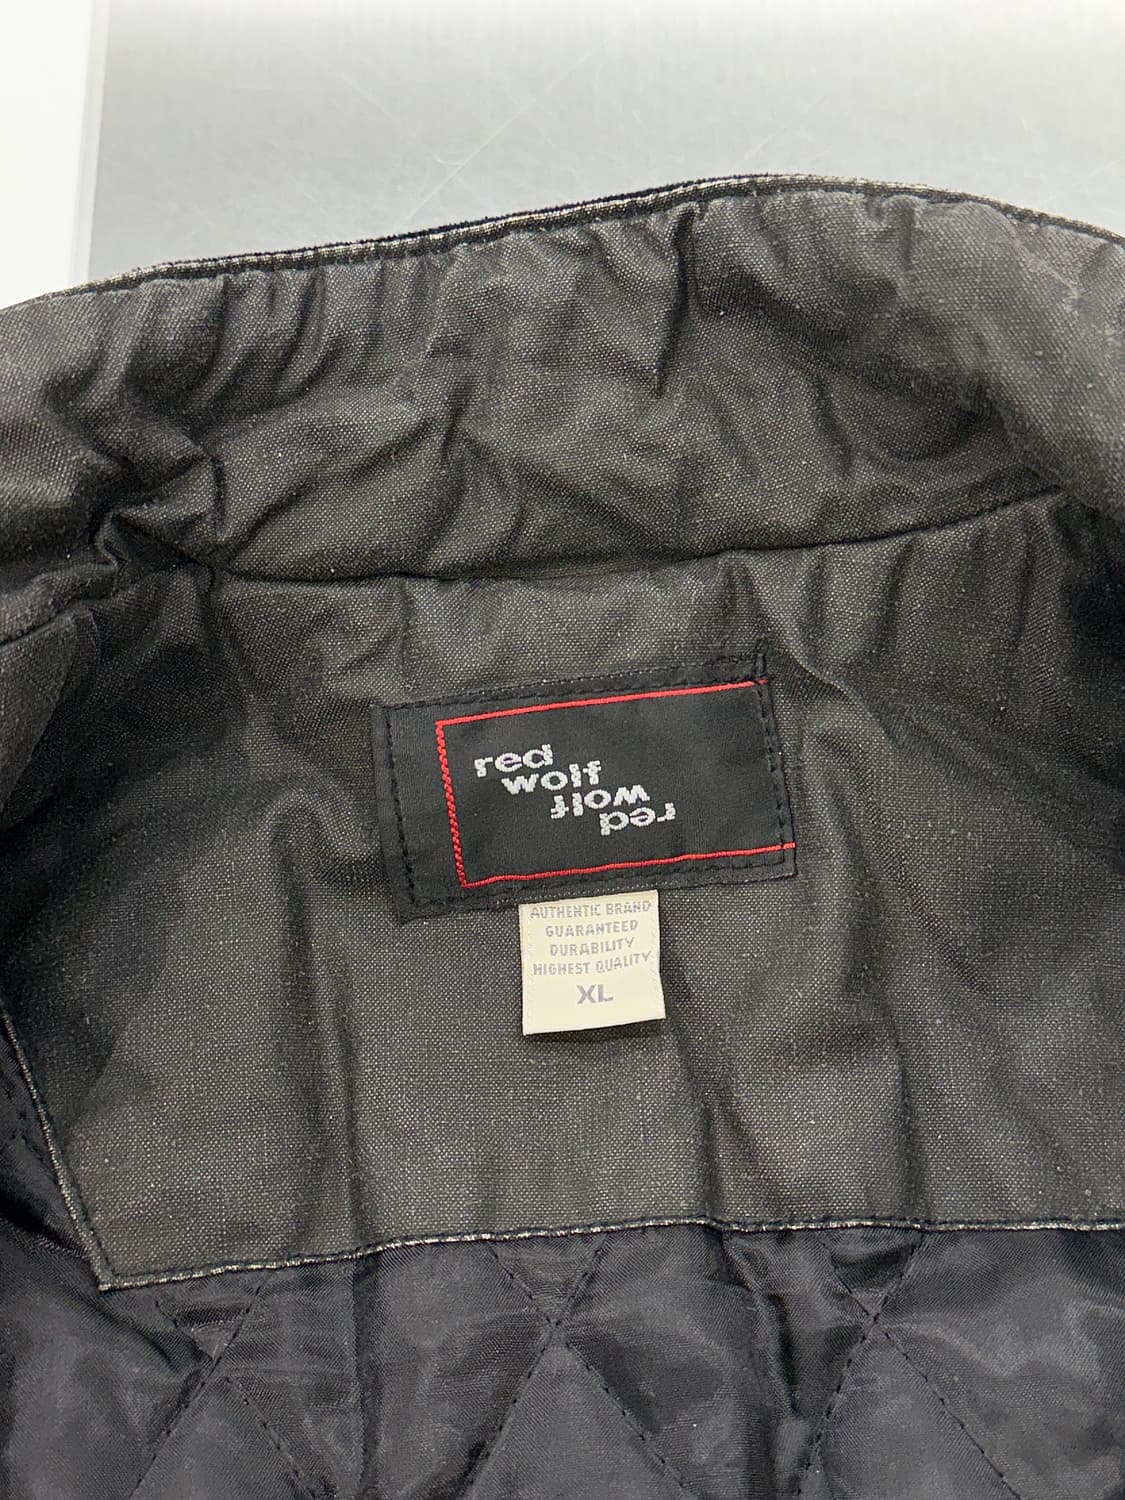 red
wolf
wolf
red
AUTHENTIC BRAND
GUARANTEED
DURABILITY
HIGHEST QUALITY
XL